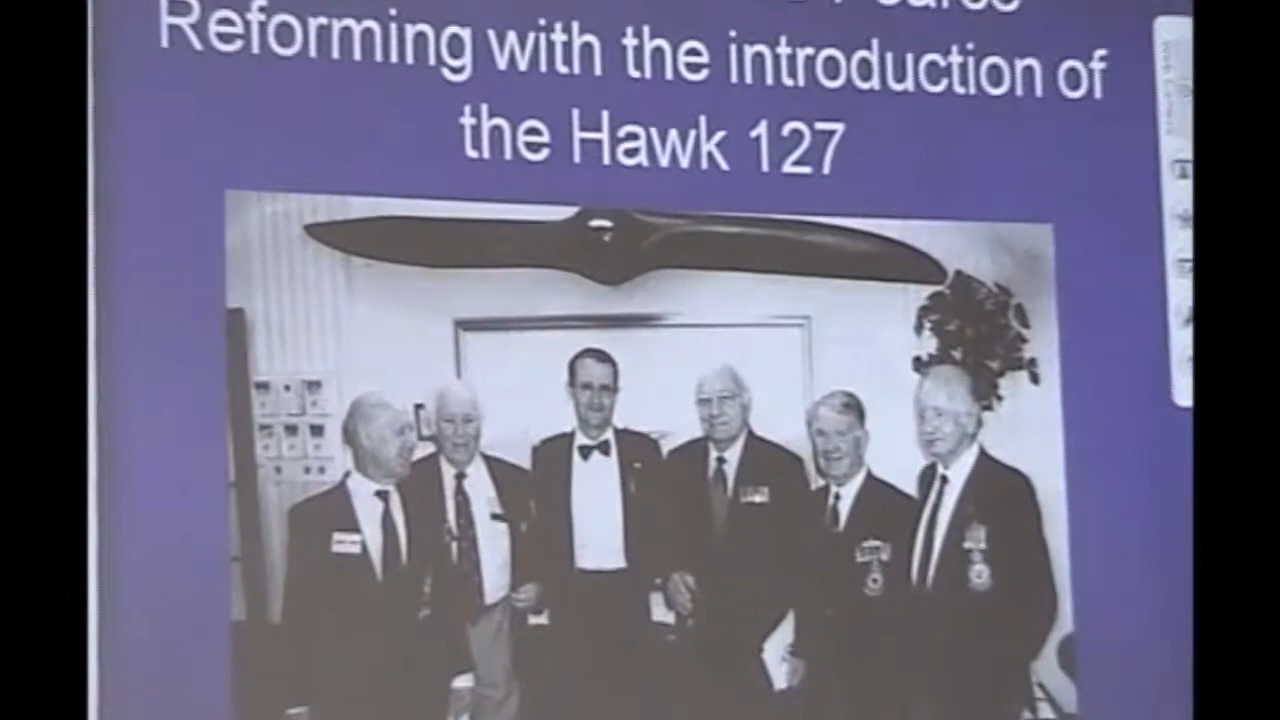 Reforming with the introduction of
the Hawk 127